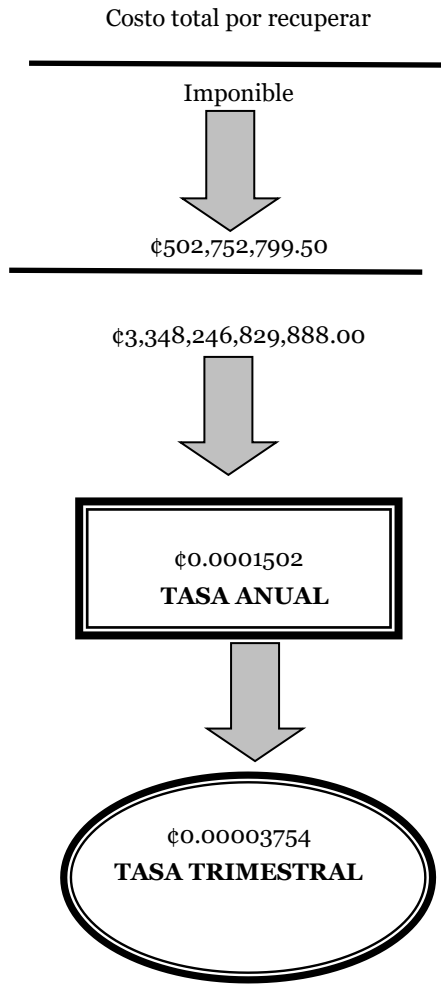 Costo total por recuperar
Imponible
¢502,752,799.50
¢3,348,246,829,888.00
¢0.0001502
TASA ANUAL
¢0.00003754
TASA TRIMESTRAL